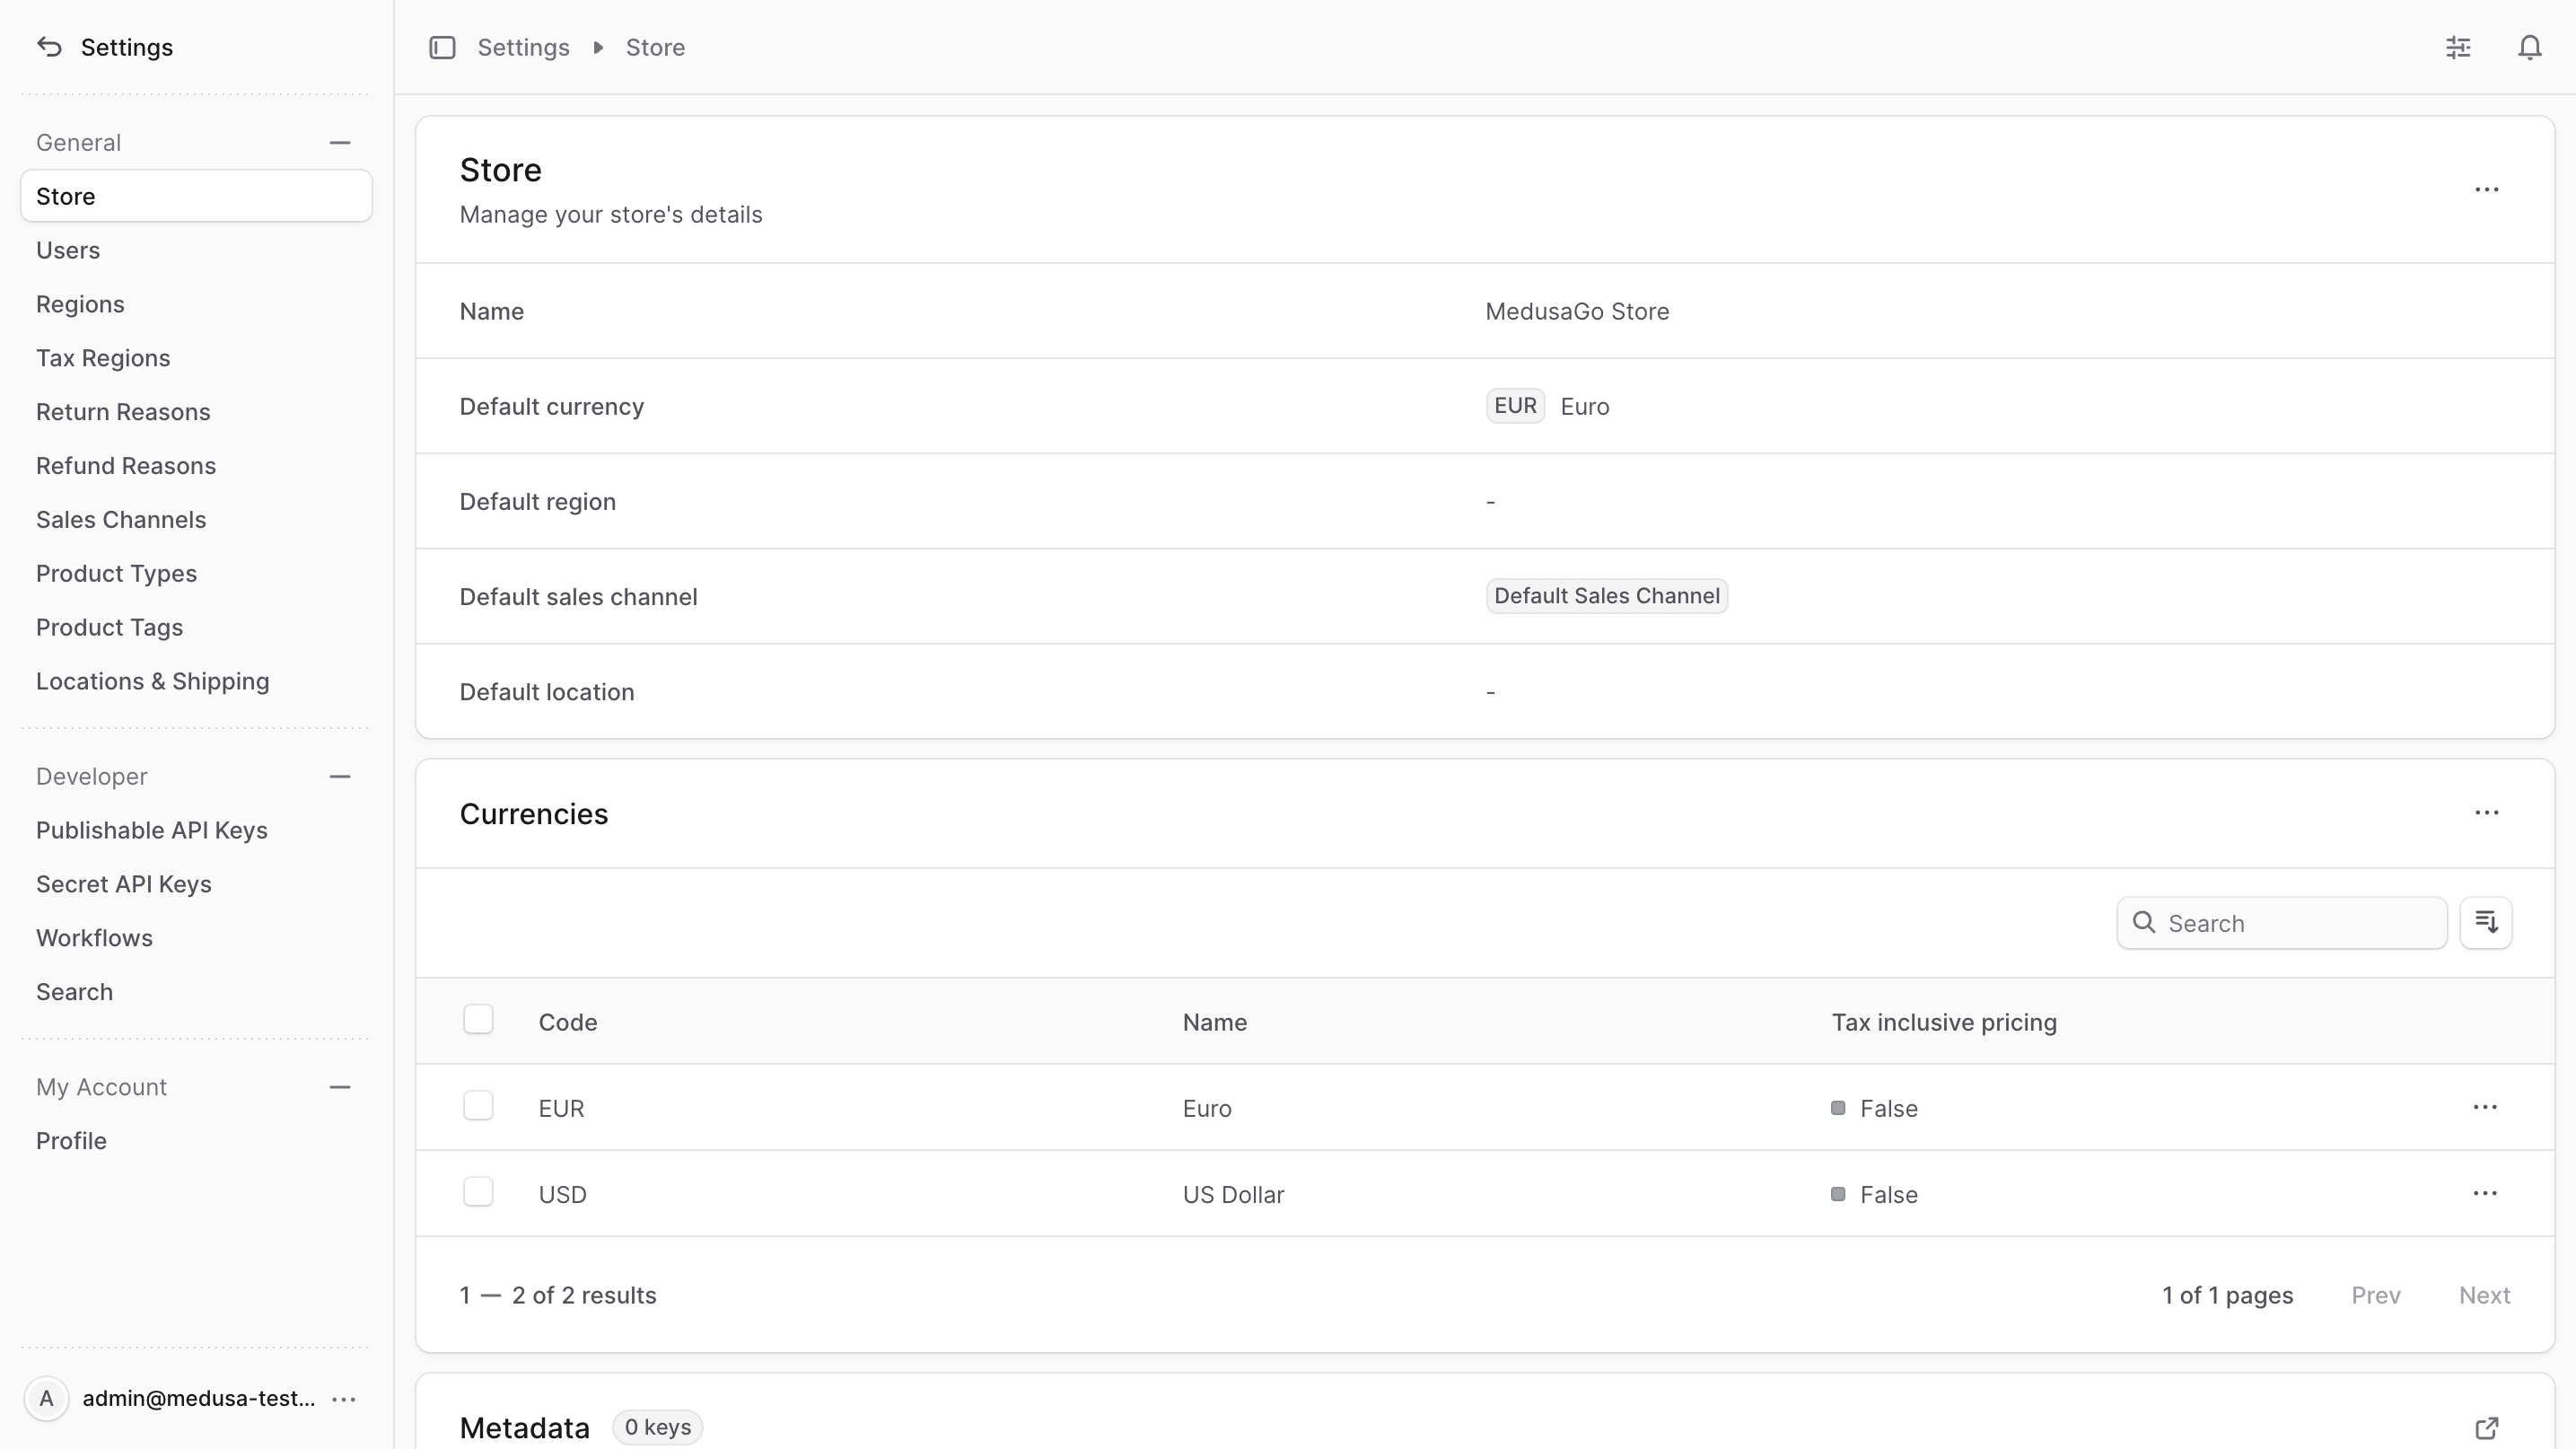 Settings
General
Store
Users
Regions
Tax Regions
Return Reasons
Refund Reasons
Sales Channels
Product Types
Product Tags
Locations & Shipping
Developer
Publishable API Keys
Secret API Keys
Workflows
Search
My Account
Profile
A admin@medusa-test...
Settings Store
Store
Manage your store's details
Name MedusaGo Store
Default currency EUR Euro
Default region -
Default sales channel Default Sales Channel
Default location -
Currencies
Search
Code Name Tax inclusive pricing
EUR Euro False
USD US Dollar False
1 — 2 of 2 results 1 of 1 pages Prev Next
Metadata 0 keys